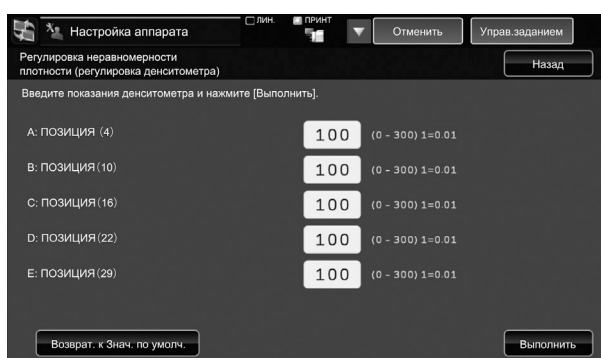 Настройка аппарата
ЛИН.
ПРИНТ
Отменить
Управ.заданием
Регулировка неравномерности
плотности (регулировка денситометра)
Назад
Введите показания денситометра и нажмите [Выполнить].
A: ПОЗИЦИЯ (4) 100 (0 – 300) 1=0.01
B: ПОЗИЦИЯ(10) 100 (0 – 300) 1=0.01
C: ПОЗИЦИЯ(16) 100 (0 – 300) 1=0.01
D: ПОЗИЦИЯ(22) 100 (0 – 300) 1=0.01
E: ПОЗИЦИЯ(29) 100 (0 – 300) 1=0.01
Возврат. к Знач. по умолч.
Выполнить